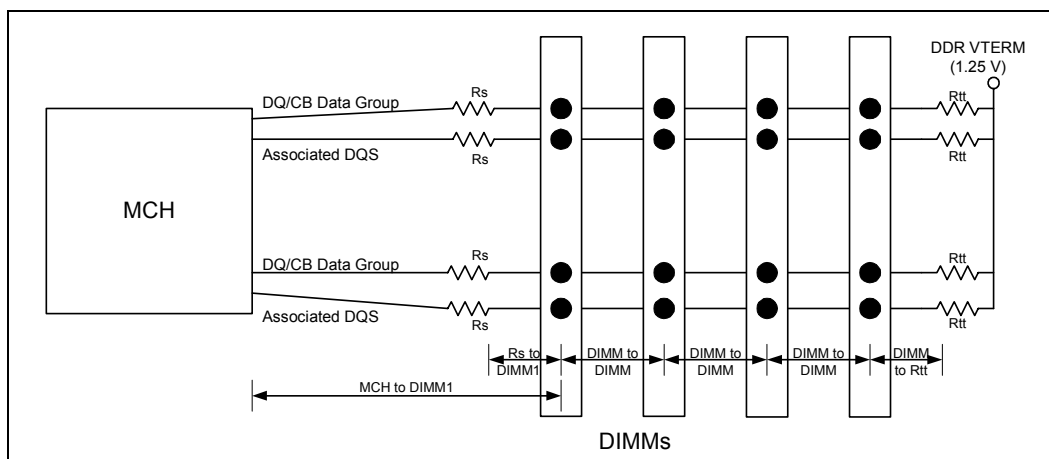 DDR VTERM
(1.25 V)
Rs
Rtt
DQ/CB Data Group
Associated DQS
Rs
Rtt
MCH
Rs
Rtt
DQ/CB Data Group
Associated DQS
Rs
Rtt
Rs to
DIMM1
DIMM to
DIMM
DIMM to
DIMM
DIMM to
DIMM
DIMM
to Rtt
MCH to DIMM1
DIMMs